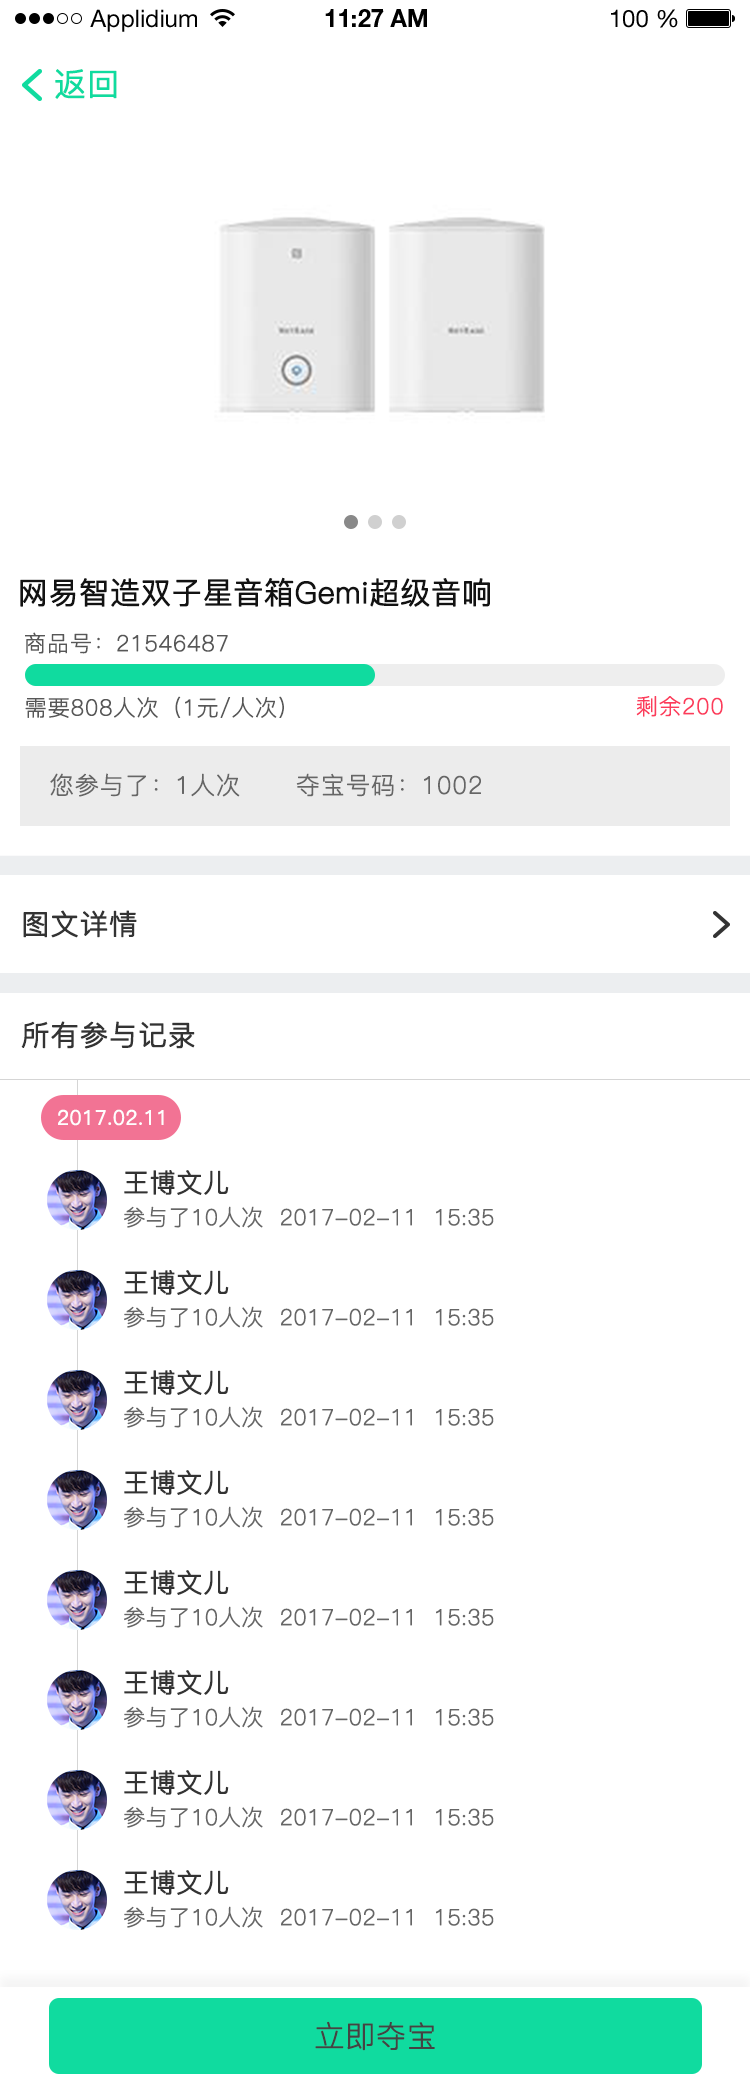 Applidium 11:27 AM 100 %
返回
网易智造双子星音箱Gemi超级音响
商品号：21546487
需要808人次（1元/人次） 剩余200
您参与了：1人次 夺宝号码：1002
图文详情
所有参与记录
2017.02.11
王博文儿
参与了10人次 2017-02-11 15:35
王博文儿
参与了10人次 2017-02-11 15:35
王博文儿
参与了10人次 2017-02-11 15:35
王博文儿
参与了10人次 2017-02-11 15:35
王博文儿
参与了10人次 2017-02-11 15:35
王博文儿
参与了10人次 2017-02-11 15:35
王博文儿
参与了10人次 2017-02-11 15:35
王博文儿
参与了10人次 2017-02-11 15:35
立即夺宝